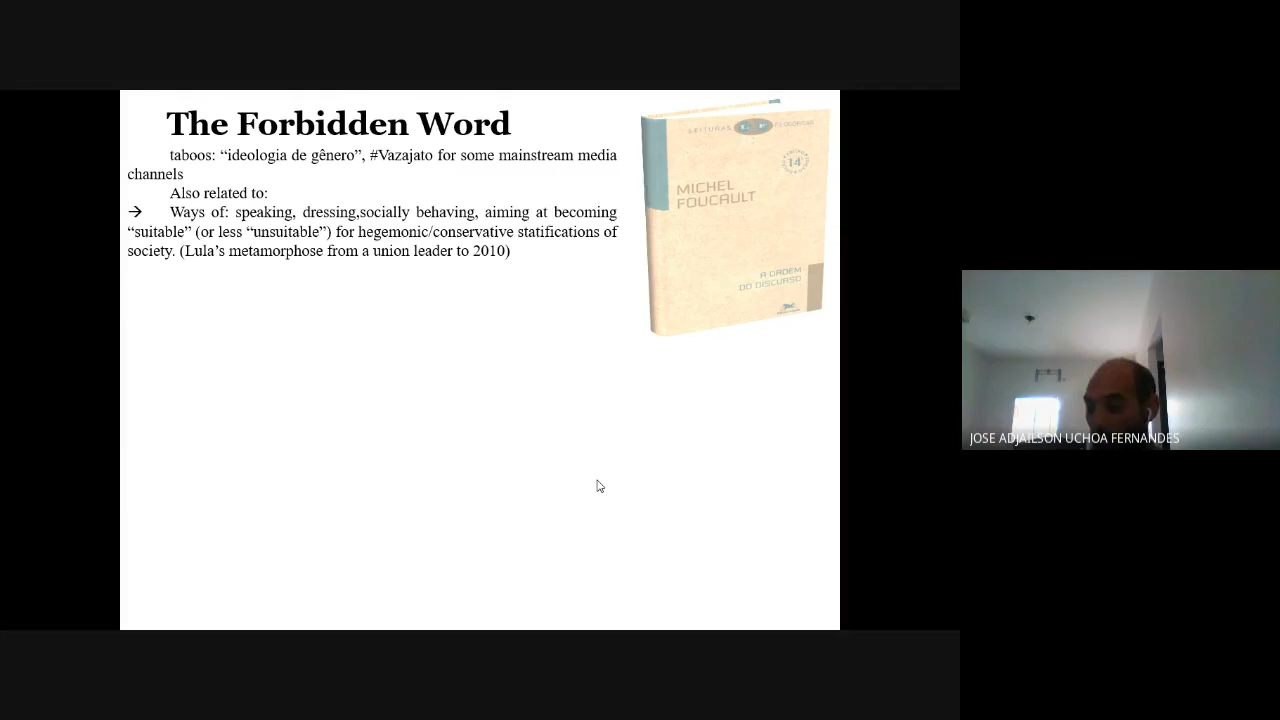 The Forbidden Word
taboos: “ideologia de gênero”, #Vazajato for some mainstream media
channels
Also related to:
→ Ways of: speaking, dressing,socially behaving, aiming at becoming
“suitable” (or less “unsuitable”) for hegemonic/conservative statifications of
society. (Lula’s metamorphose from a union leader to 2010)
LEITURAS FILOSÓFICAS
14ª
MICHEL
FOUCAULT
A ORDEM
DO DISCURSO
JOSE ADJAILSON UCHOA FERNANDES